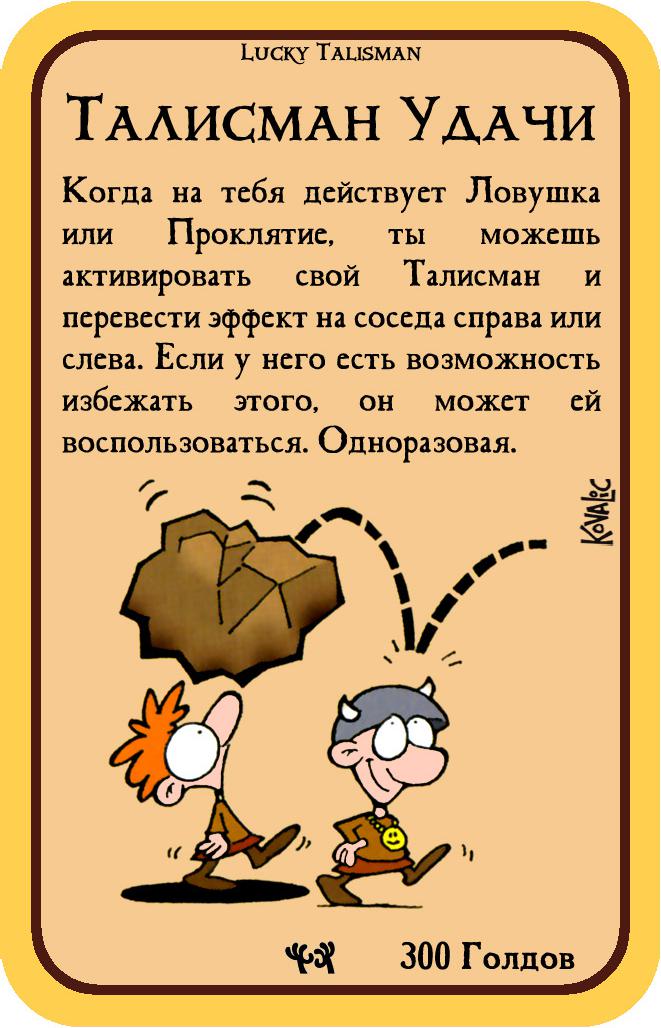 Lucky Talisman
Талисман Удачи
Когда на тебя действует Ловушка
или Проклятие, ты можешь
активировать свой Талисман и
перевести эффект на соседа справа или
слева. Если у него есть возможность
избежать этого, он может ей
воспользоваться. Одноразовая.
Kovalic
300 Голдов